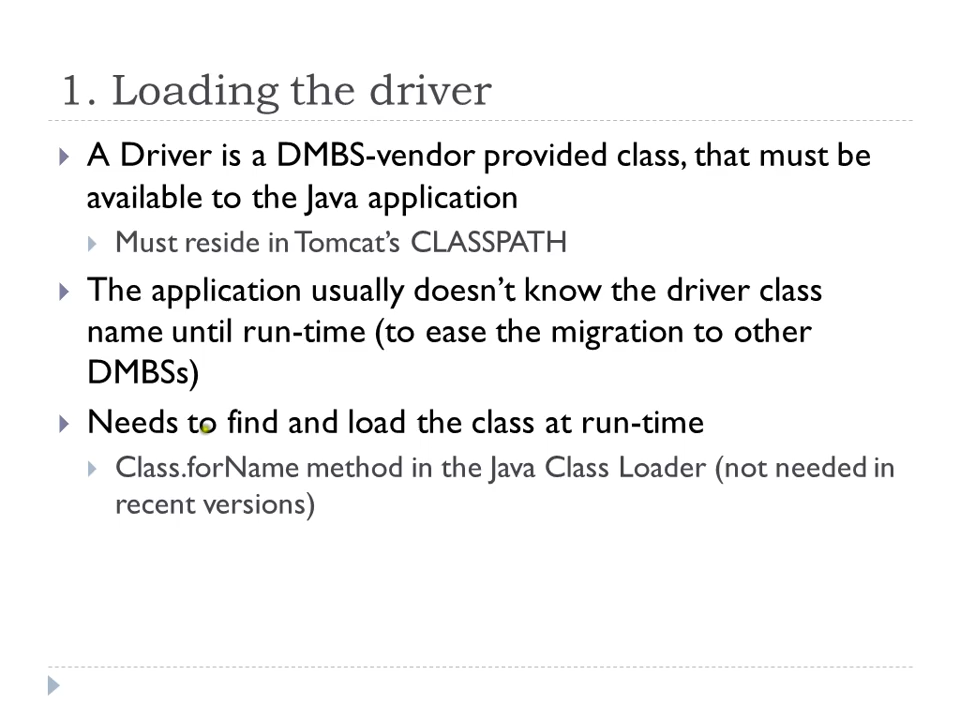 1. Loading the driver
A Driver is a DMBS-vendor provided class, that must be
available to the Java application
Must reside in Tomcat's CLASSPATH
The application usually doesn't know the driver class
name until run-time (to ease the migration to other
DMBSs)
Needs to find and load the class at run-time
Class.forName method in the Java Class Loader (not needed in
recent versions)